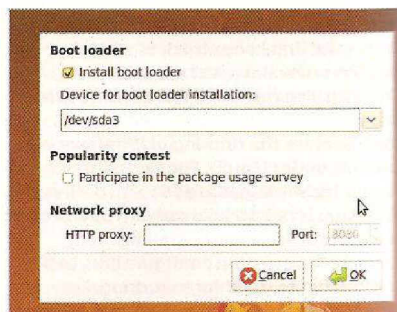 Boot loader
Install boot loader
Device for boot loader installation:
/dev/sda3
Popularity contest
Participate in the package usage survey
Network proxy
HTTP proxy: Port: 8080
Cancel OK